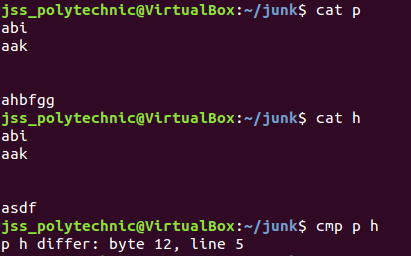 jss_polytechnic@VirtualBox:~/junk$ cat p
abi
aak
ahbfgg
jss_polytechnic@VirtualBox:~/junk$ cat h
abi
aak
asdf
jss_polytechnic@VirtualBox:~/junk$ cmp p h
p h differ: byte 12, line 5